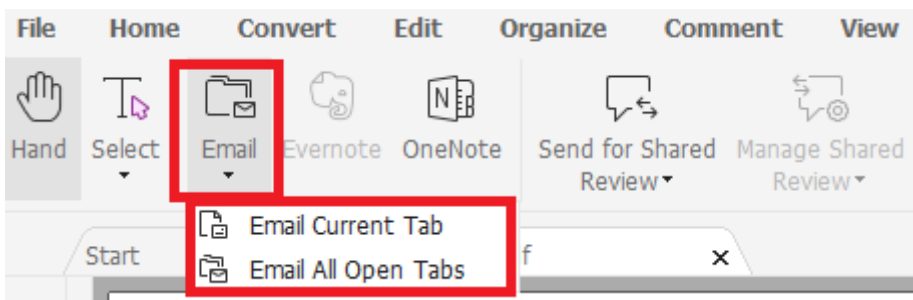 File Home Convert Edit Organize Comment View
Hand Select Email Evernote OneNote Send for Shared Review Manage Shared Review
Email Current Tab
Email All Open Tabs
Start f x